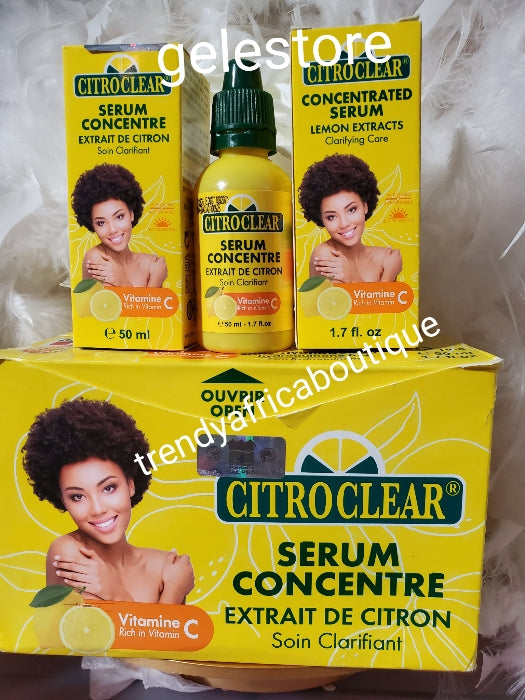 gelestore
CITROCLEAR®
SERUM
CONCENTRE
EXTRAIT DE CITRON
Soin Clarifiant
Vitamine C
Rich in Vitamin
℮ 50 ml
CITROCLEAR®
SERUM
CONCENTRE
EXTRAIT DE CITRON
Soin Clarifiant
Vitamine C
Rich in Vitamin
℮ 50 ml - 1.7 fl.oz
CITROCLEAR®
CONCENTRATED
SERUM
LEMON EXTRACTS
Clarifying Care
Vitamine C
Rich in Vitamin
1.7 fl. oz
trendyafricaboutique
OUVRIR
OPEN
CITROCLEAR®
SERUM
CONCENTRE
EXTRAIT DE CITRON
Soin Clarifiant
Vitamine C
Rich in Vitamin